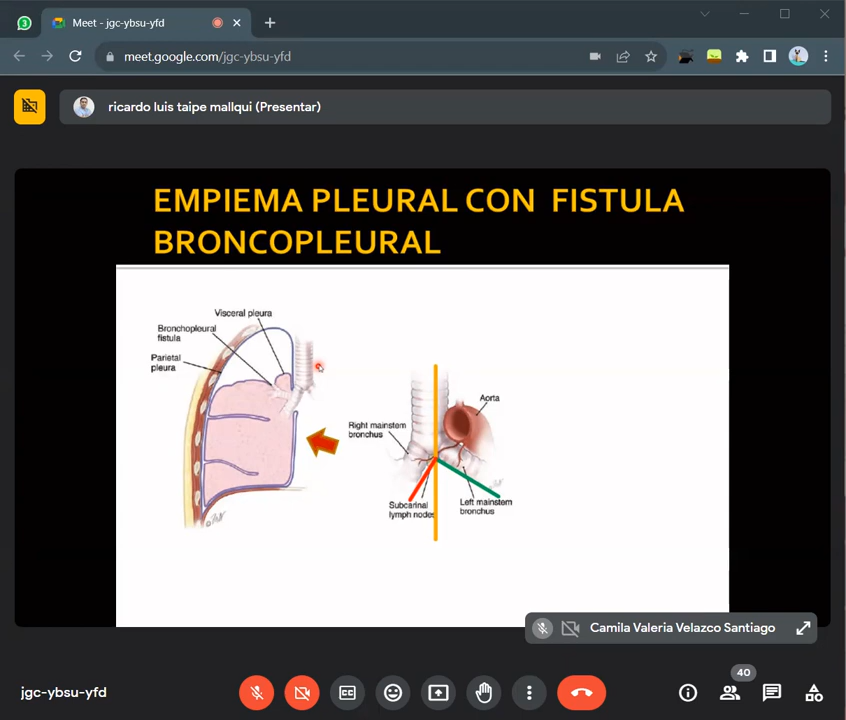 3
Meet - jgc-ybsu-yfd
meet.google.com/jgc-ybsu-yfd
ricardo luis taipe mallqui (Presentar)
EMPIEMA PLEURAL CON FISTULA
BRONCOPLEURAL
Visceral pleura
Bronchopleural
fistula
Parietal
pleura
Aorta
Right mainstem
bronchus
Subcarinal
lymph nodes
Left mainstem
bronchus
Camila Valeria Velazco Santiago
jgc-ybsu-yfd
CC
40